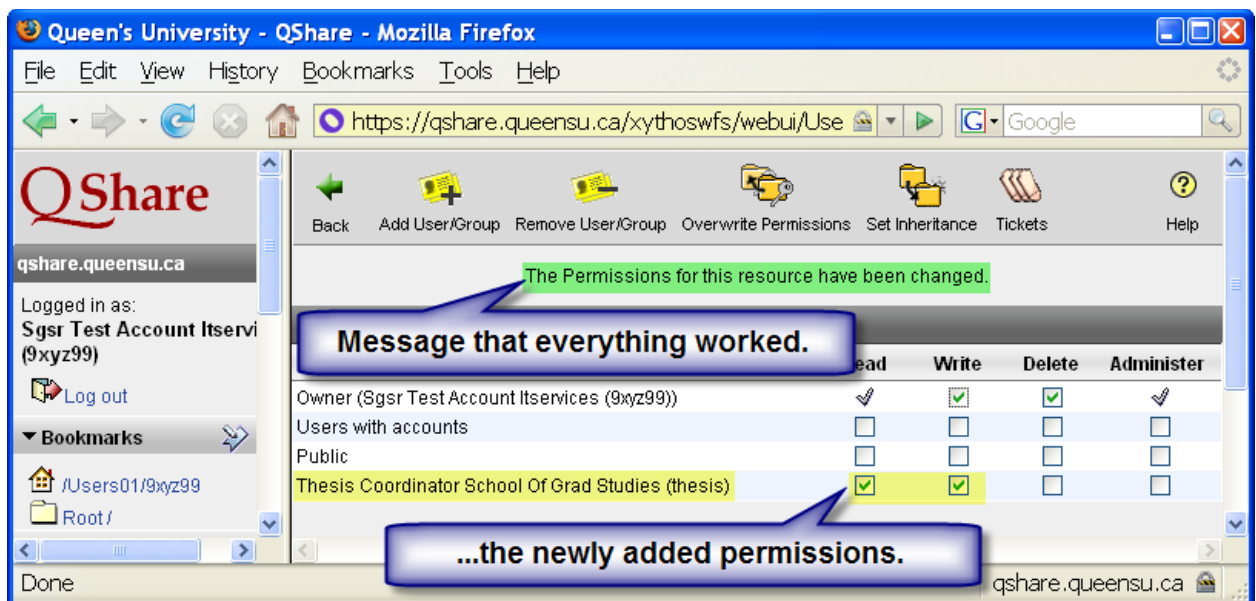 Queen's University - QShare - Mozilla Firefox
File Edit View History Bookmarks Tools Help
https://qshare.queensu.ca/xythoswfs/webui/Use
G Google
QShare
qshare.queensu.ca
Logged in as:
Sgsr Test Account Itservi
(9xyz99)
Log out
Bookmarks
/Users01/9xyz99
Root /
Back Add User/Group Remove User/Group Overwrite Permissions Set Inheritance Tickets Help
The Permissions for this resource have been changed.
Message that everything worked.
ead Write Delete Administer
Owner (Sgsr Test Account Itservices (9xyz99))
Users with accounts
Public
Thesis Coordinator School Of Grad Studies (thesis)
...the newly added permissions.
Done qshare.queensu.ca